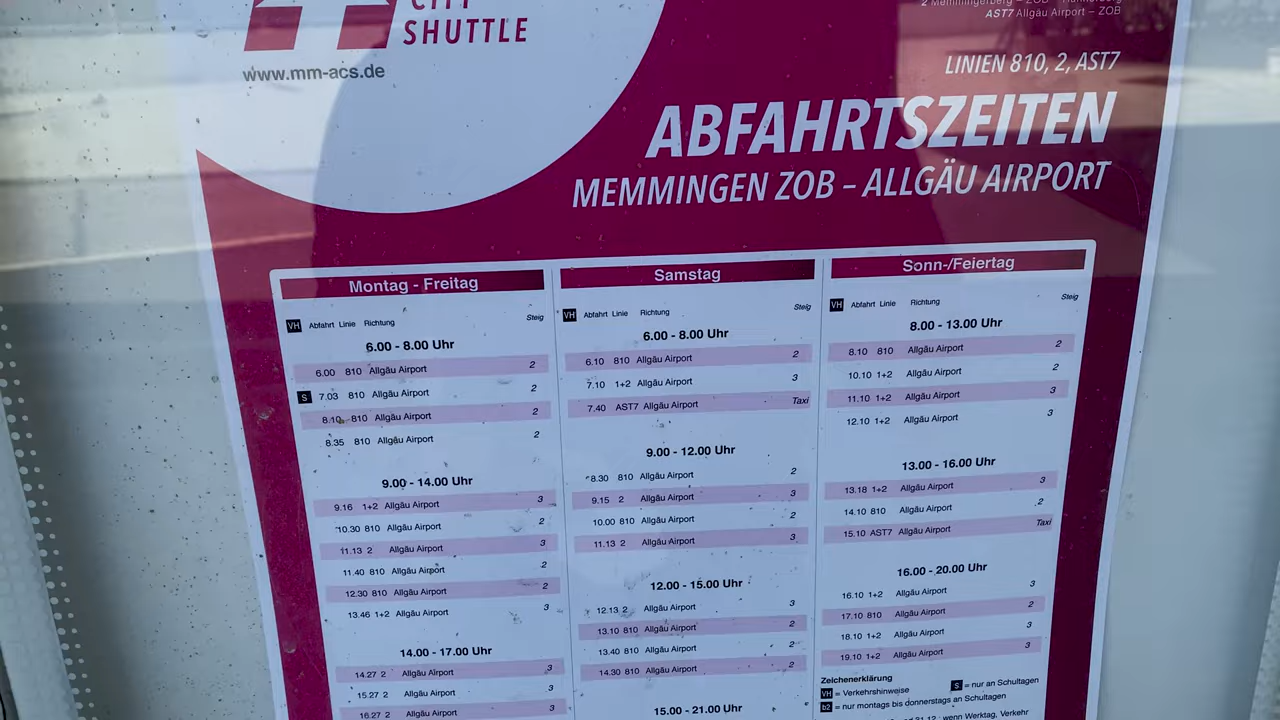 CITY
SHUTTLE
www.mm-acs.de
2 Memmingerberg – ZOB –
AST7 Allgäu Airport – ZOB
LINIEN 810, 2, AST7
ABFAHRTSZEITEN
MEMMINGEN ZOB – ALLGÄU AIRPORT
Montag - Freitag
VH Abfahrt Linie Richtung Steig
6.00 - 8.00 Uhr
6.00 810 Allgäu Airport 2
S 7.03 810 Allgäu Airport 2
8.10 810 Allgäu Airport 2
8.35 810 Allgäu Airport 2
9.00 - 14.00 Uhr
9.16 1+2 Allgäu Airport 3
10.30 810 Allgäu Airport 2
11.13 2 Allgäu Airport 3
11.40 810 Allgäu Airport 2
12.30 810 Allgäu Airport 2
13.46 1+2 Allgäu Airport 3
14.00 - 17.00 Uhr
14.27 2 Allgäu Airport 3
15.27 2 Allgäu Airport 3
16.27 2 Allgäu Airport 3
Samstag
VH Abfahrt Linie Richtung Steig
6.00 - 8.00 Uhr
6.10 810 Allgäu Airport 2
7.10 1+2 Allgäu Airport 3
7.40 AST7 Allgäu Airport Taxi
9.00 - 12.00 Uhr
8.30 810 Allgäu Airport 2
9.15 2 Allgäu Airport 3
10.00 810 Allgäu Airport 2
11.13 2 Allgäu Airport 3
12.00 - 15.00 Uhr
12.13 2 Allgäu Airport 3
13.10 810 Allgäu Airport 2
13.40 810 Allgäu Airport 2
14.30 810 Allgäu Airport 2
15.00 - 21.00 Uhr
Sonn-/Feiertag
VH Abfahrt Linie Richtung Steig
8.00 - 13.00 Uhr
8.10 810 Allgäu Airport 2
10.10 1+2 Allgäu Airport 2
11.10 1+2 Allgäu Airport 3
12.10 1+2 Allgäu Airport 3
13.00 - 16.00 Uhr
13.18 1+2 Allgäu Airport 3
14.10 810 Allgäu Airport 2
15.10 AST7 Allgäu Airport Taxi
16.00 - 20.00 Uhr
16.10 1+2 Allgäu Airport 3
17.10 810 Allgäu Airport 2
18.10 1+2 Allgäu Airport 3
19.10 1+2 Allgäu Airport 3
Zeichenerklärung
VH = Verkehrshinweise S = nur an Schultagen
b2 = nur montags bis donnerstags an Schultagen
31.12. wenn Werktag, Verkehr